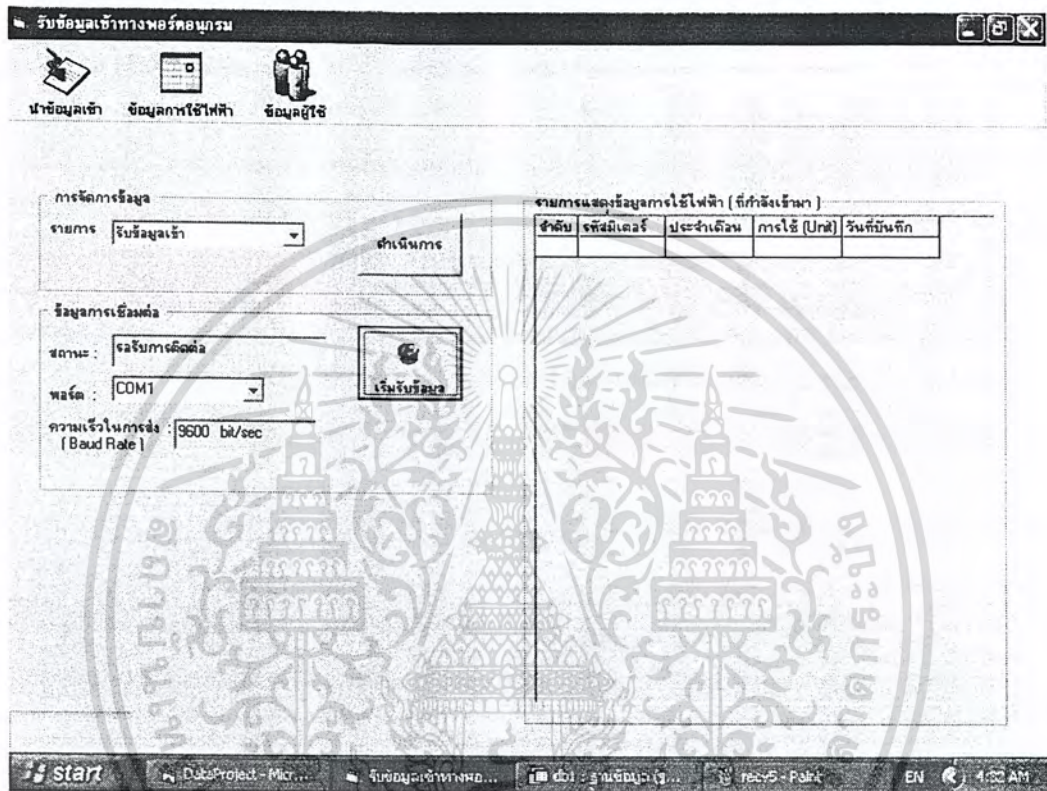 รับข้อมูลเข้าทางพอร์ตอนุกรม
นำข้อมูลเข้า ข้อมูลการใช้ไฟฟ้า ข้อมูลผู้ใช้
การจัดการข้อมูล
รายการ รับข้อมูลเข้า
ดำเนินการ
ข้อมูลการเชื่อมต่อ
สถานะ : รอรับการติดต่อ
พอร์ต : COM1
เริ่มรับข้อมูล
ความเร็วในการส่ง : 9600 bit/sec
( Baud Rate )
รายการแสดงข้อมูลการใช้ไฟฟ้า ( ที่กำลังเข้ามา )
ลำดับ รหัสมิเตอร์ ประจำเดือน การใช้ (Unit) วันที่บันทึก
start DataProject - Micr... รับข้อมูลเข้าทางพอ... db1 : ฐานข้อมูล (ฐ... recv5 - Paint EN 4:32 AM